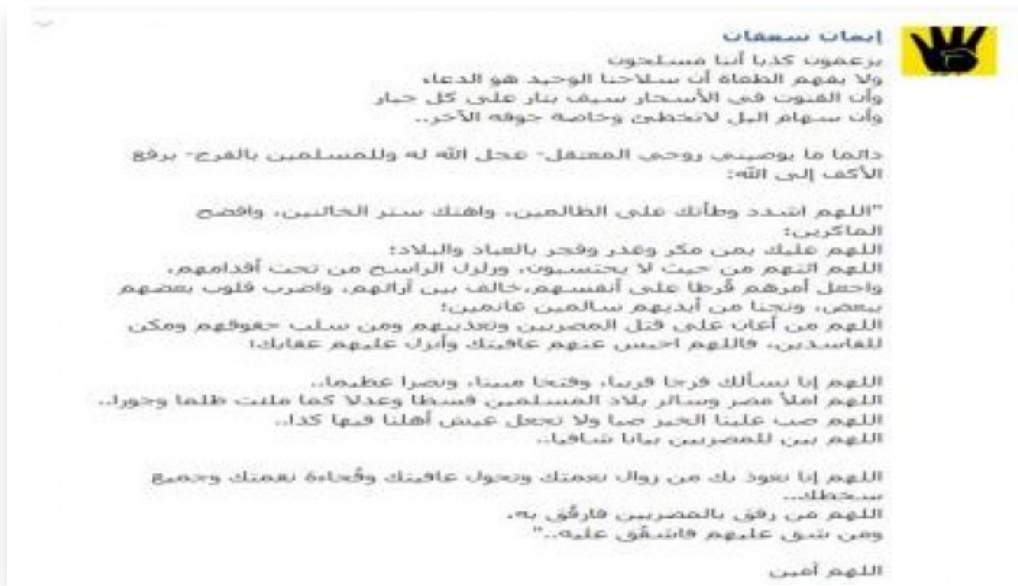 إيمان سعفان
يزعمون كذبا أننا مسلحون
ولا يفهم الطغاة أن سلاحنا الوحيد هو الدعاء
وأن القنوت في الأسحار سيف بتار على كل جبار
وأن سهام اليل لاتخطئ وخاصة جوفه الآخر..
دائما ما يوصيني زوجي المعتقل- عجل الله له وللمسلمين بالفرج- برفع
الأكف إلى الله:
"اللهم اشدد وطأتك على الظالمين، واهتك ستر الخائنين، وافضح
الماكرين؛
اللهم عليك بمن مكر وغدر وفجر بالعباد والبلاد؛
اللهم ائتهم من حيث لا يحتسبون، وزلزل الراسخ من تحت أقدامهم،
واجعل أمرهم فُرطا على أنفسهم،خالف بين آرائهم، واضرب قلوب بعضهم
ببعض، ونجنا من أيديهم سالمين غانمين؛
اللهم من أعان على قتل المصريين وتعذيبهم ومن سلب حقوقهم ومكن
للفاسدين، فاللهم احبس عنهم عافيتك وأنزل عليهم عقابك؛
اللهم إنا نسألك فرجا قريبا، وفتحا مبينا، ونصرا عظيما..
اللهم املأ مصر وسائر بلاد المسلمين قسطا وعدلا كما ملئت ظلما وجورا..
اللهم صب علينا الخير صبا ولا تجعل عيش أهلنا فيها كدا..
اللهم بين للمصريين بيانا شافيا..
اللهم إنا نعوذ بك من زوال نعمتك وتحول عافيتك وفُجاءة نقمتك وجميع
سخطك..
اللهم من رفق بالمصريين فارفُق به،
ومن شق عليهم فاشقُق عليه.."
اللهم آمين